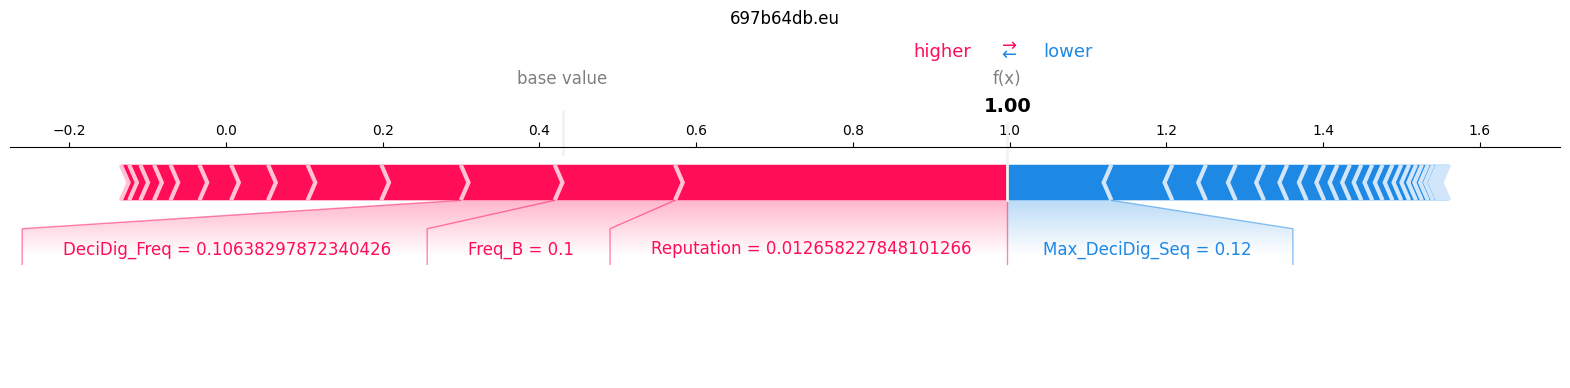 697b64db.eu
higher → ← lower
base value f(x)
1.00
−0.2 0.0 0.2 0.4 0.6 0.8 1.0 1.2 1.4 1.6
DeciDig_Freq = 0.10638297872340426 Freq_B = 0.1 Reputation = 0.012658227848101266 Max_DeciDig_Seq = 0.12